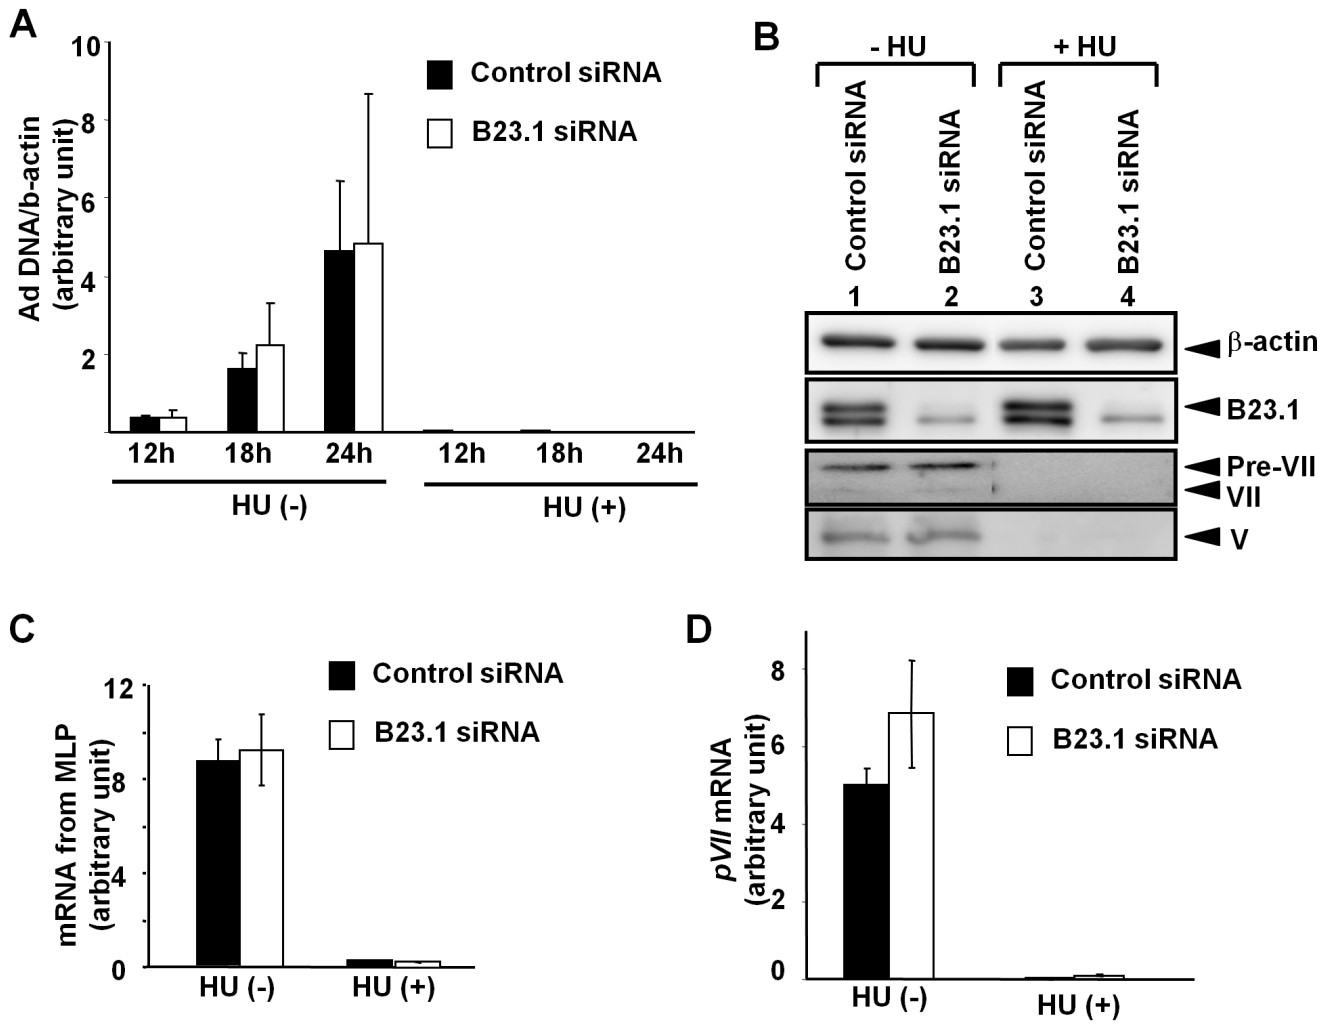 A
10
8
6
4
2
Ad DNA/b-actin
(arbitrary unit)
Control siRNA
B23.1 siRNA
12h 18h 24h 12h 18h 24h
HU (-) HU (+)
B
- HU + HU
Control siRNA
B23.1 siRNA
Control siRNA
B23.1 siRNA
1 2 3 4
β-actin
B23.1
Pre-VII
VII
V
C
12
8
4
0
mRNA from MLP
(arbitrary unit)
Control siRNA
B23.1 siRNA
HU (-) HU (+)
D
8
6
4
2
0
pVII mRNA
(arbitrary unit)
Control siRNA
B23.1 siRNA
HU (-) HU (+)